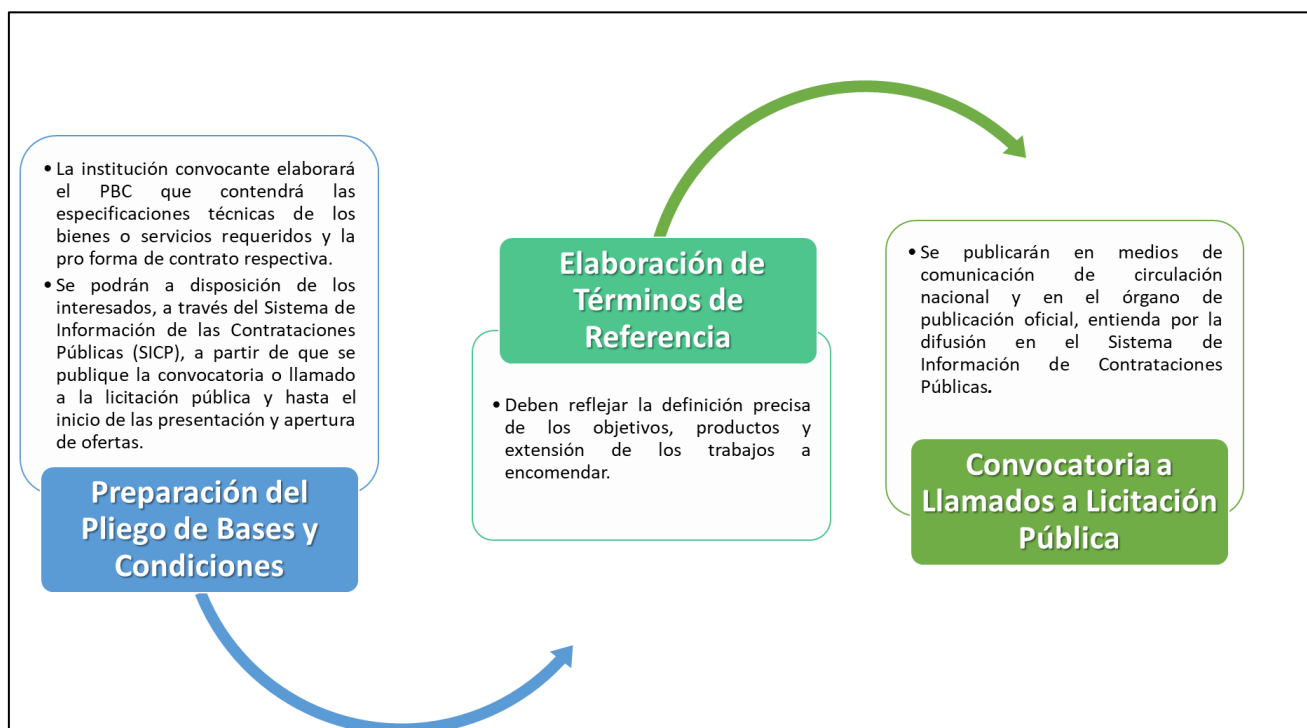 • La institución convocante elaborará
el PBC que contendrá las
especificaciones técnicas de los
bienes o servicios requeridos y la
pro forma de contrato respectiva.
• Se podrán a disposición de los
interesados, a través del Sistema de
Información de las Contrataciones
Públicas (SICP), a partir de que se
publique la convocatoria o llamado
a la licitación pública y hasta el
inicio de las presentación y apertura
de ofertas.
Preparación del
Pliego de Bases y
Condiciones
Elaboración de
Términos de
Referencia
• Deben reflejar la definición precisa
de los objetivos, productos y
extensión de los trabajos a
encomendar.
• Se publicarán en medios de
comunicación de circulación
nacional y en el órgano de
publicación oficial, entienda por la
difusión en el Sistema de
Información de Contrataciones
Públicas.
Convocatoria a
Llamados a Licitación
Pública